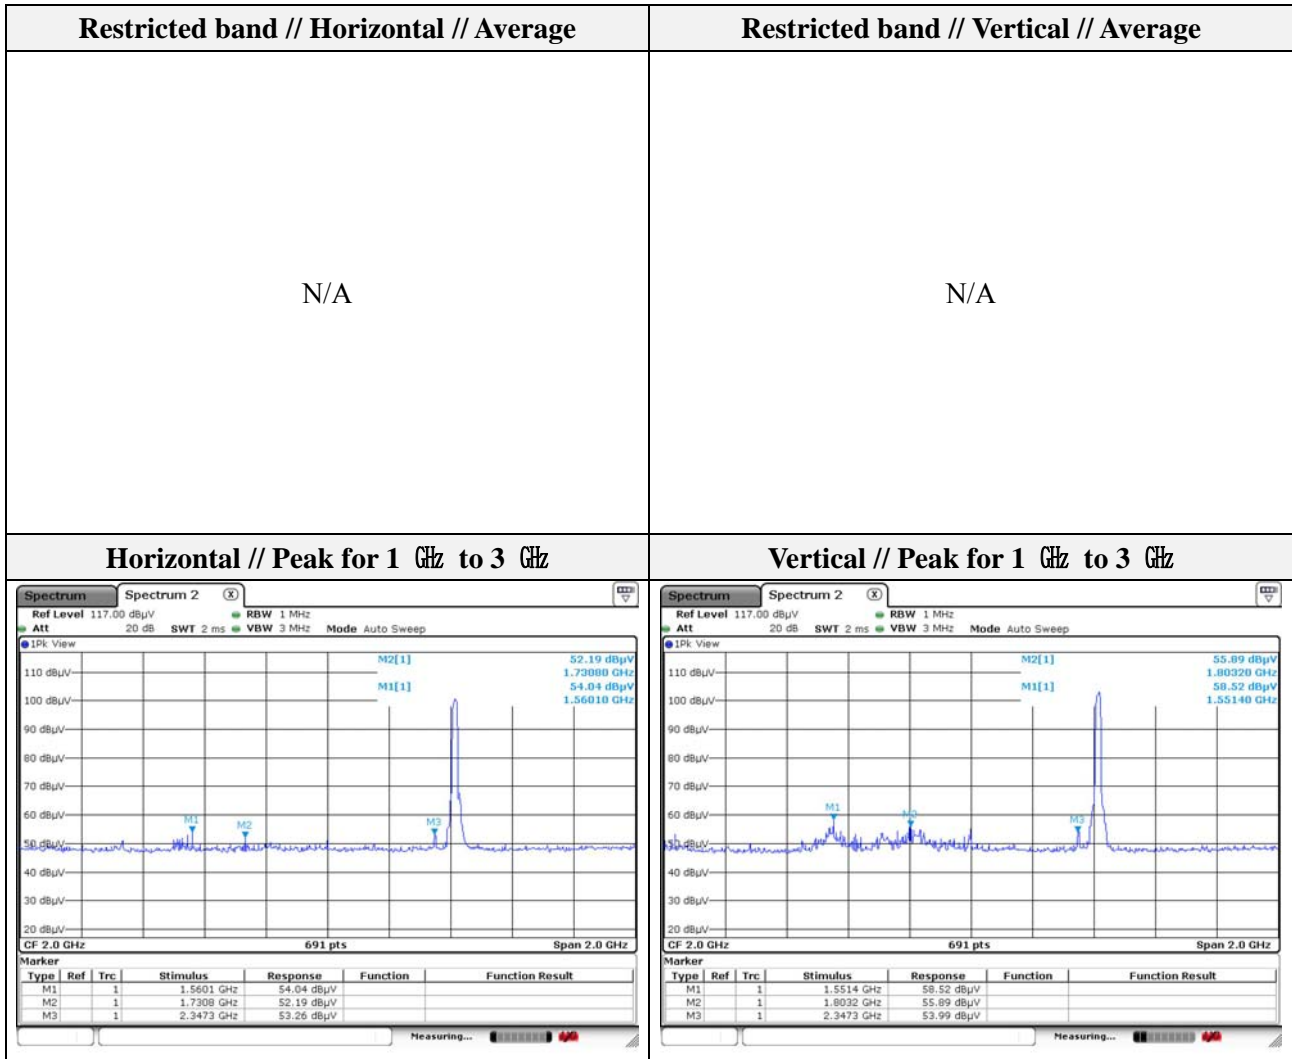 Restricted band // Horizontal // Average
Restricted band // Vertical // Average
N/A
N/A
Horizontal // Peak for 1 ㎓ to 3 ㎓
Vertical // Peak for 1 ㎓ to 3 ㎓
Spectrum Spectrum 2 X
Ref Level 117.00 dBµV RBW 1 MHz
Att 20 dB SWT 2 ms VBW 3 MHz Mode Auto Sweep
1Pk View
M2[1] 52.19 dBµV
1.73080 GHz
M1[1] 54.04 dBµV
1.56010 GHz
110 dBµV
100 dBµV
90 dBµV
80 dBµV
70 dBµV
60 dBµV
M1
M2
M3
50 dBµV
40 dBµV
30 dBµV
20 dBµV
CF 2.0 GHz 691 pts Span 2.0 GHz
Marker
Type Ref Trc Stimulus Response Function Function Result
M1 1 1.5601 GHz 54.04 dBµV
M2 1 1.7308 GHz 52.19 dBµV
M3 1 2.3473 GHz 53.26 dBµV
Measuring...
Spectrum Spectrum 2 X
Ref Level 117.00 dBµV RBW 1 MHz
Att 20 dB SWT 2 ms VBW 3 MHz Mode Auto Sweep
1Pk View
M2[1] 55.89 dBµV
1.80320 GHz
M1[1] 58.52 dBµV
1.55140 GHz
110 dBµV
100 dBµV
90 dBµV
80 dBµV
70 dBµV
60 dBµV
M1
M2
M3
50 dBµV
40 dBµV
30 dBµV
20 dBµV
CF 2.0 GHz 691 pts Span 2.0 GHz
Marker
Type Ref Trc Stimulus Response Function Function Result
M1 1 1.5514 GHz 58.52 dBµV
M2 1 1.8032 GHz 55.89 dBµV
M3 1 2.3473 GHz 53.99 dBµV
Measuring...